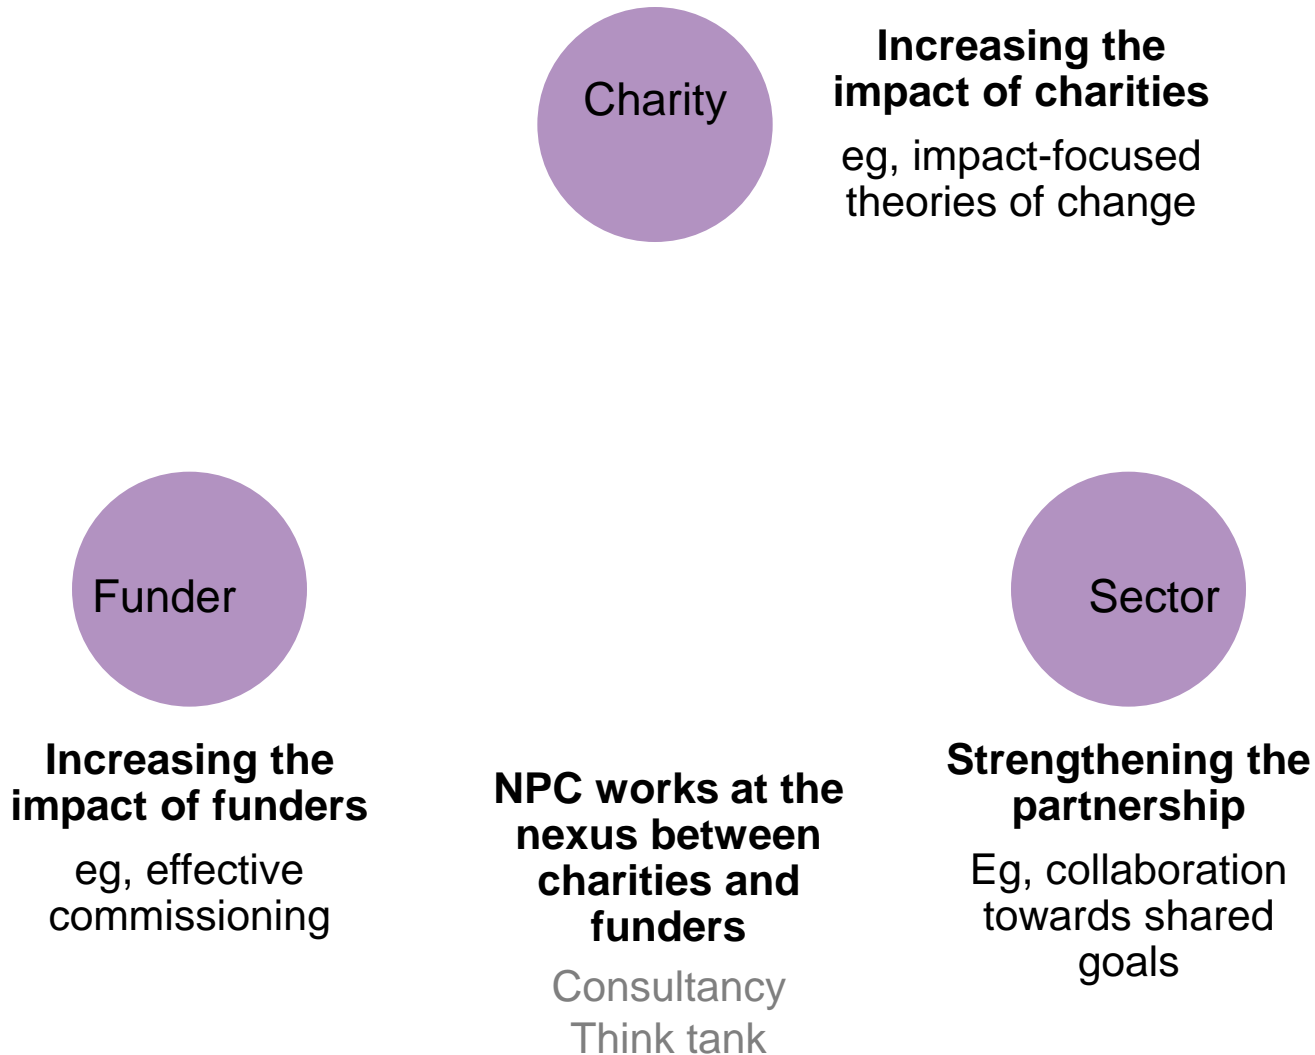 Charity
Increasing the
impact of charities
eg, impact-focused
theories of change
Funder
Increasing the
impact of funders
eg, effective
commissioning
NPC works at the
nexus between
charities and
funders
Consultancy
Think tank
Sector
Strengthening the
partnership
Eg, collaboration
towards shared
goals